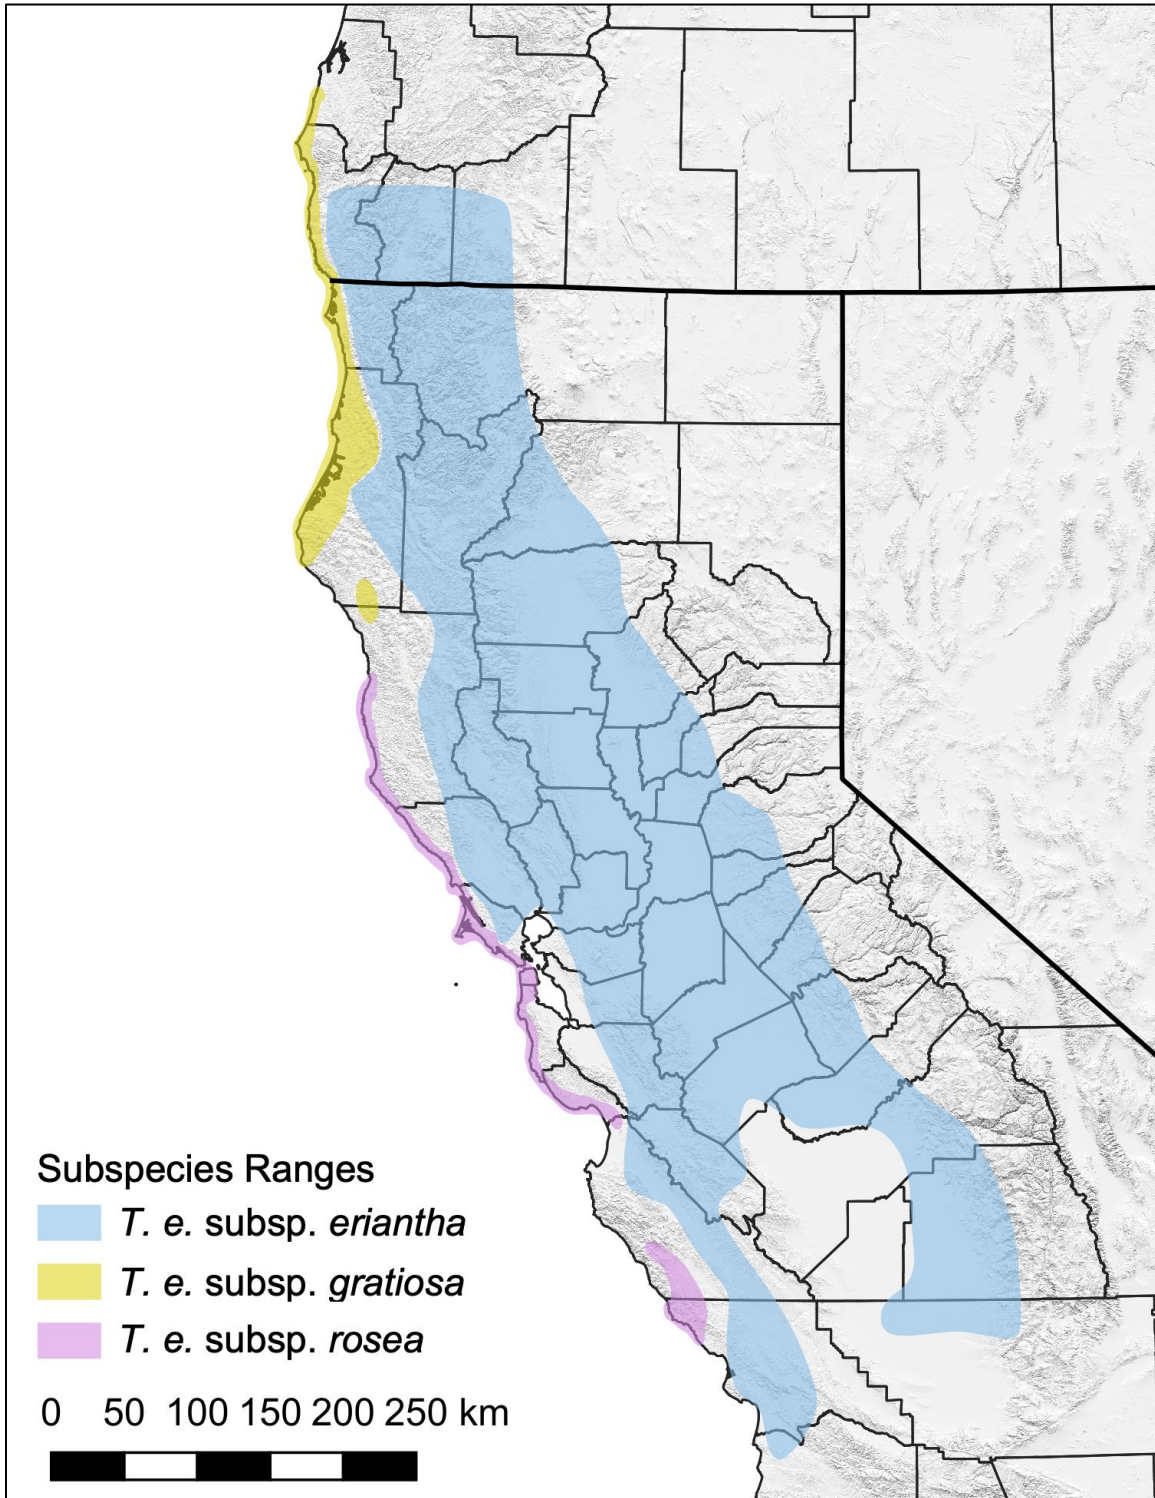 Subspecies Ranges
T. e. subsp. eriantha
T. e. subsp. gratiosa
T. e. subsp. rosea
0 50 100 150 200 250 km